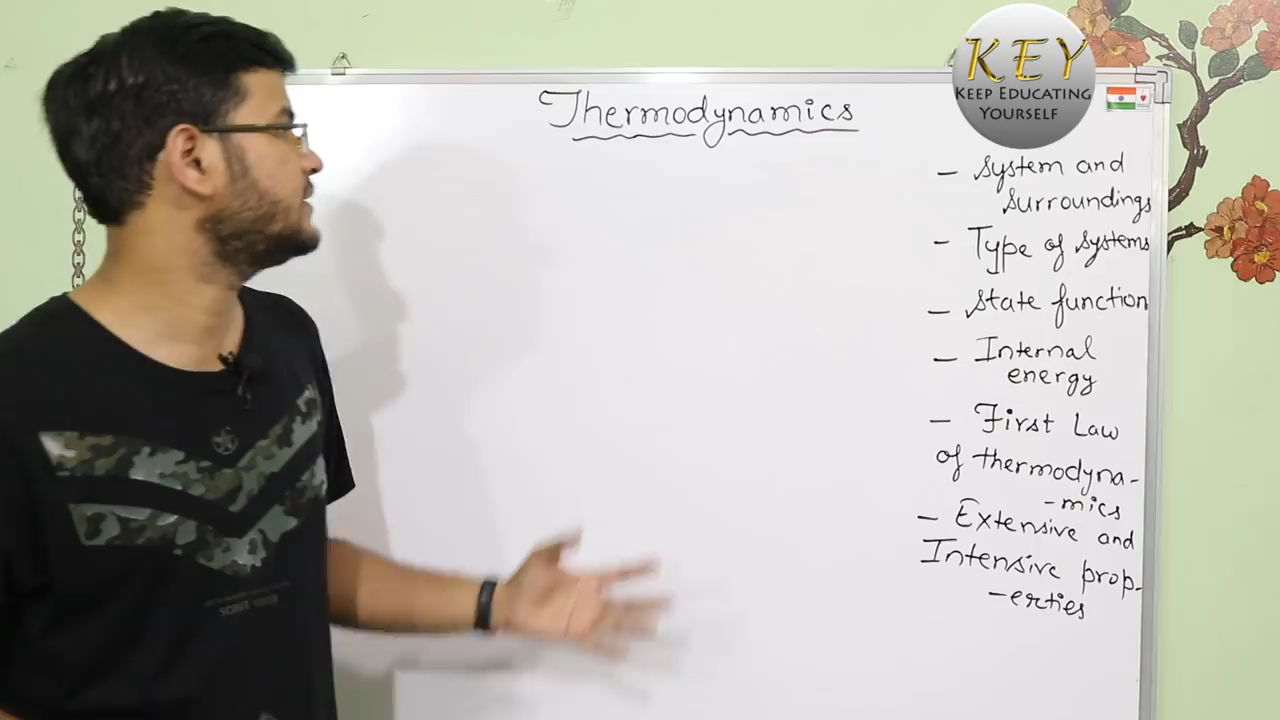 KEY
KEEP EDUCATING
YOURSELF
Thermodynamics
- System and
Surroundings
- Type of systems
- State function
- Internal
energy
- First Law
of thermodyna-
-mics
- Extensive and
Intensive prop-
-erties